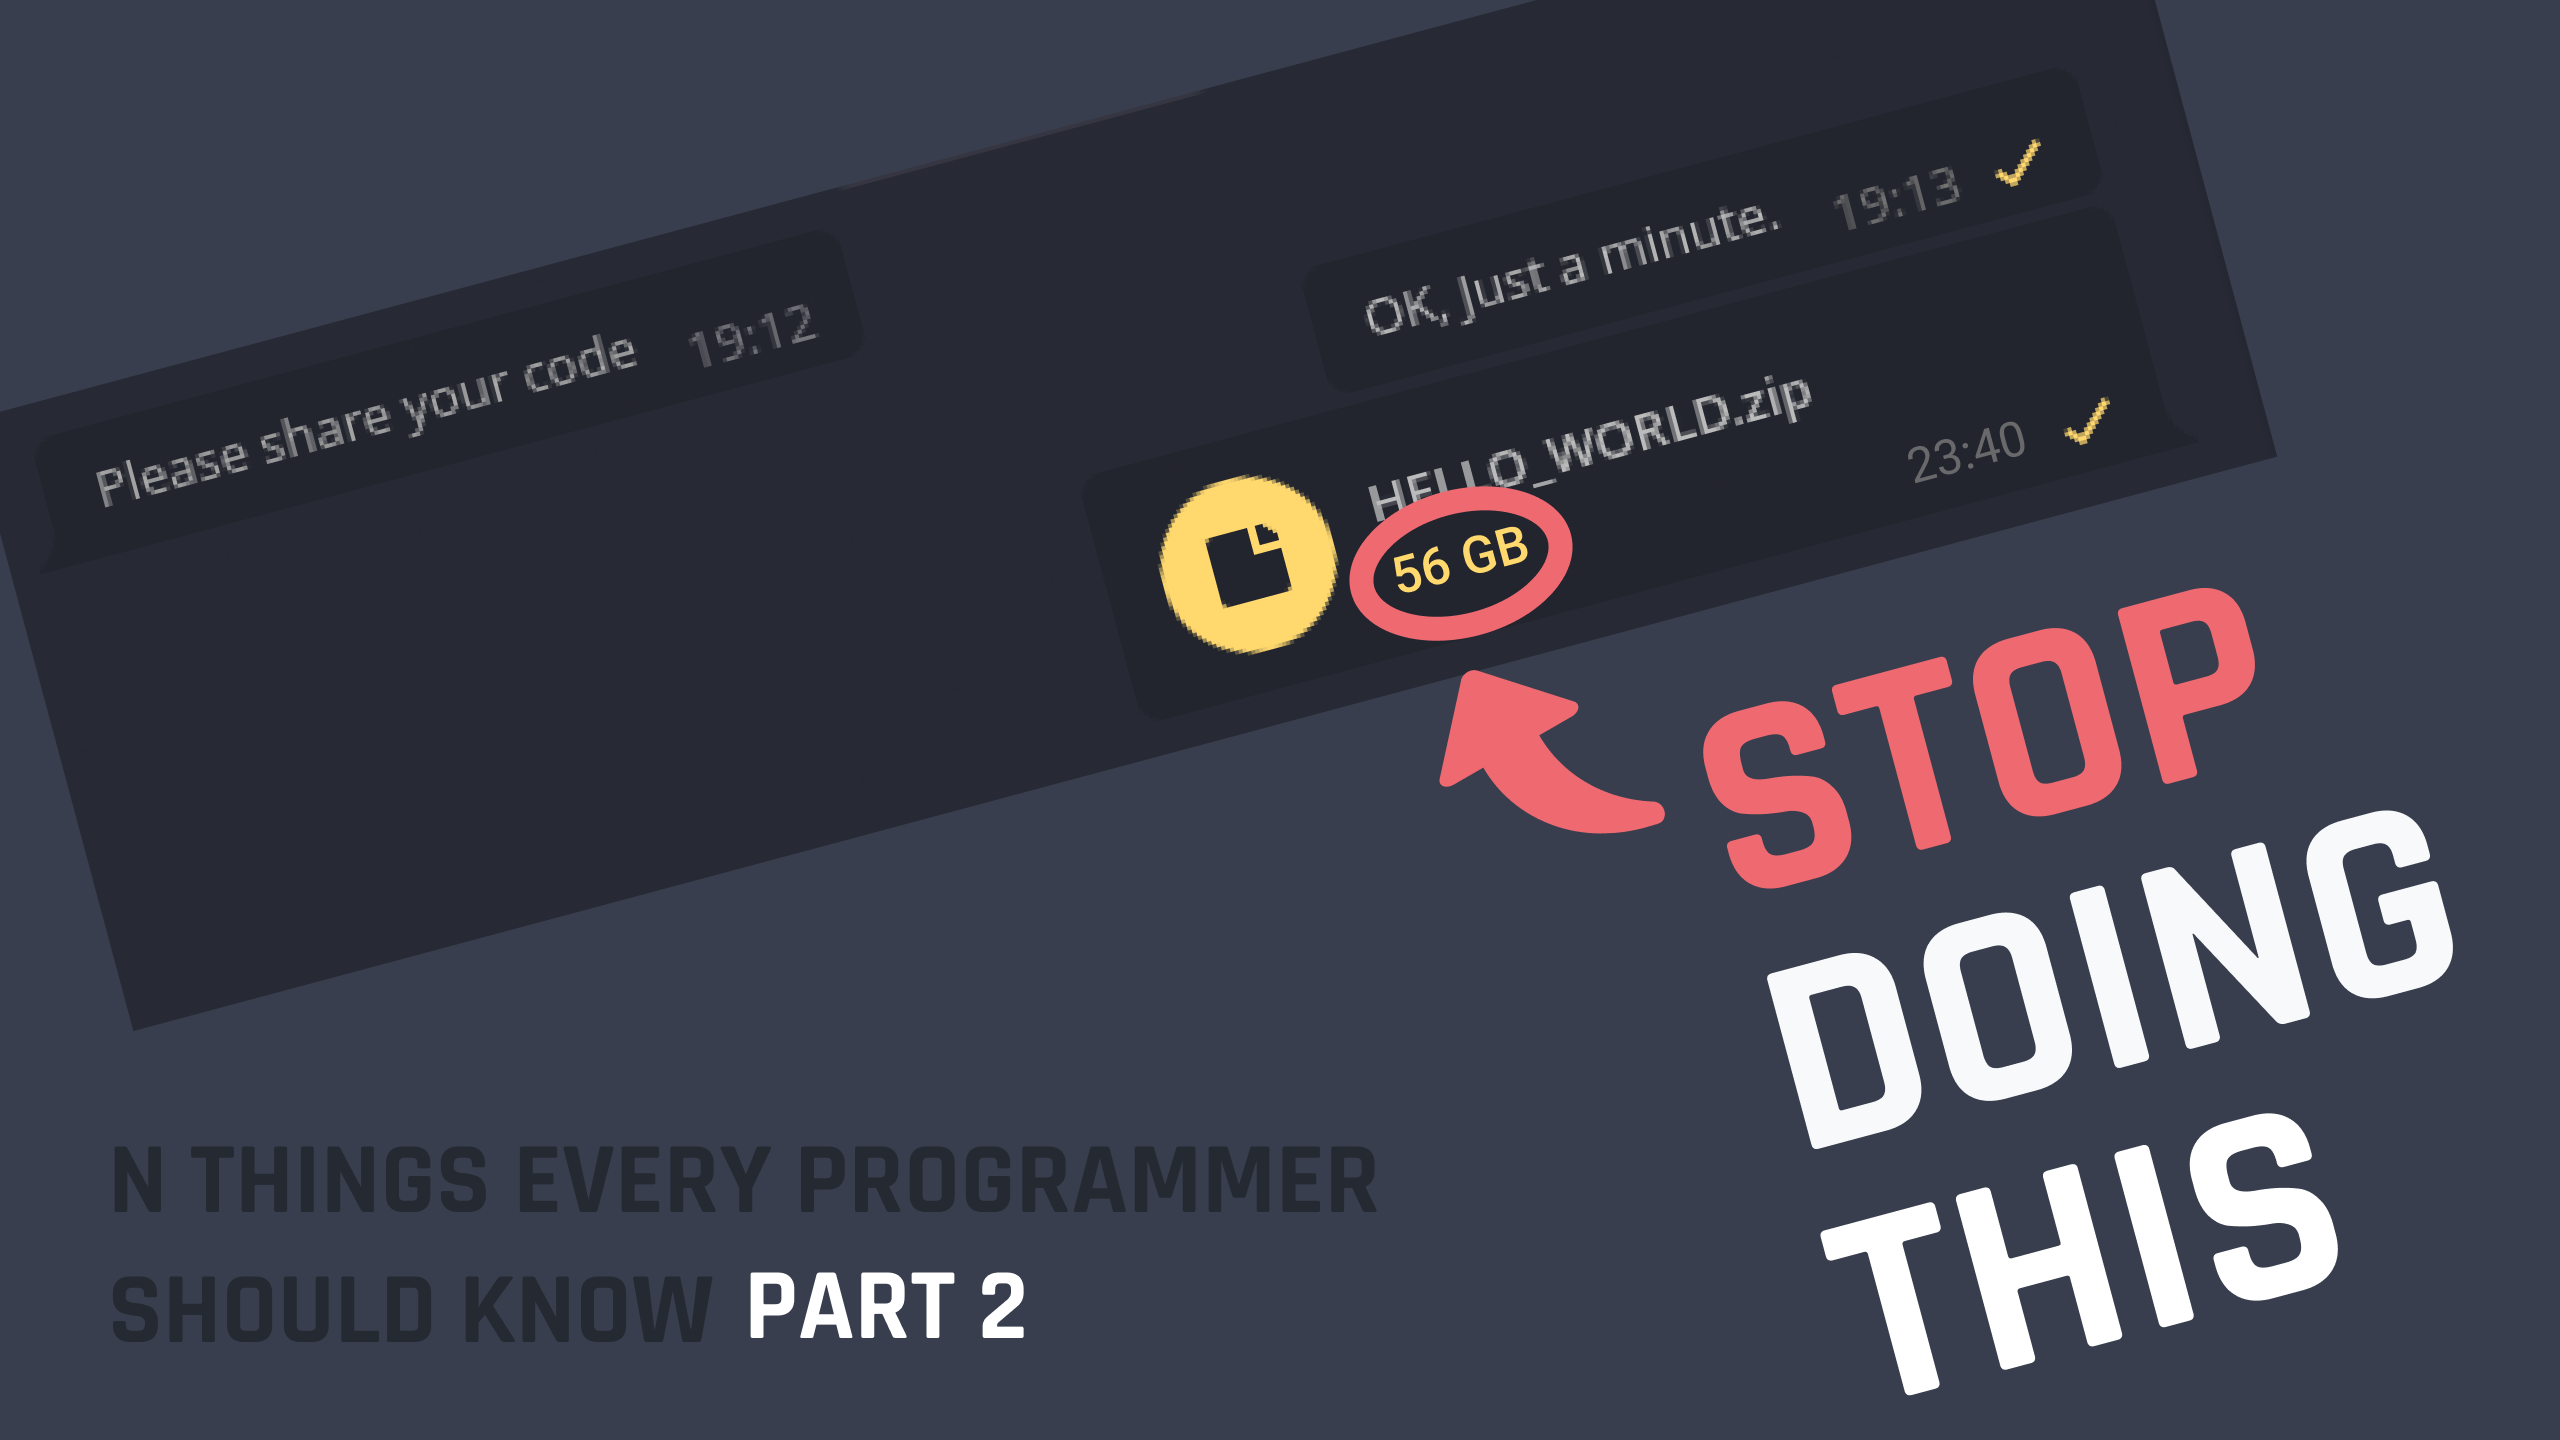 Please share your code 19:12
OK, Just a minute. 19:13
HELLO_WORLD.zip
56 GB
23:40
STOP
DOING
THIS
N THINGS EVERY PROGRAMMER
SHOULD KNOW PART 2